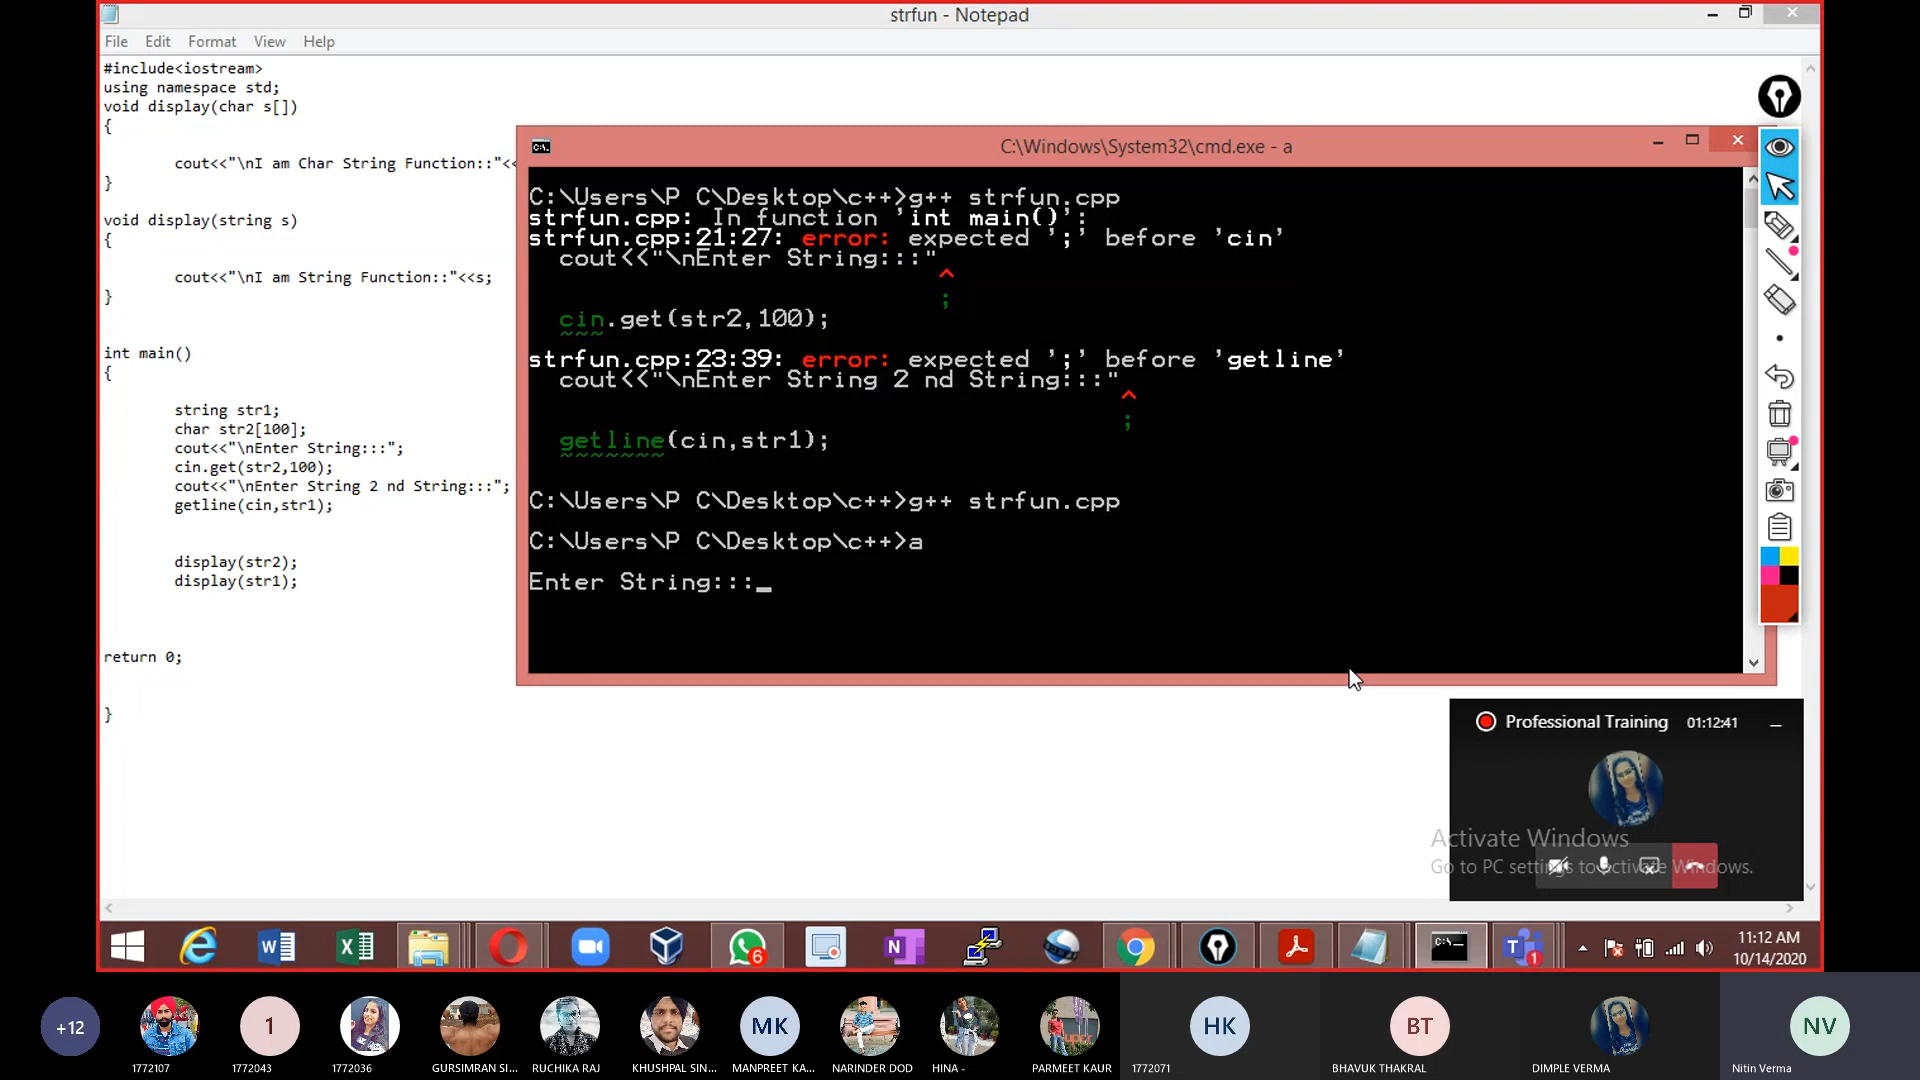 strfun - Notepad
File Edit Format View Help
#include<iostream>
using namespace std;
void display(char s[])
{
cout<<"\nI am Char String Function::"<<
}
void display(string s)
{
cout<<"\nI am String Function::"<<s;
}
int main()
{
string str1;
char str2[100];
cout<<"\nEnter String:::";
cin.get(str2,100);
cout<<"\nEnter String 2 nd String:::";
getline(cin,str1);
display(str2);
display(str1);
return 0;
}
C:\Windows\System32\cmd.exe - a
C:\Users\P C\Desktop\c++>g++ strfun.cpp
strfun.cpp: In function 'int main()':
strfun.cpp:21:27: error: expected ';' before 'cin'
cout<<"\nEnter String:::"
^
;
cin.get(str2,100);
~~~
strfun.cpp:23:39: error: expected ';' before 'getline'
cout<<"\nEnter String 2 nd String:::"
^
;
getline(cin,str1);
~~~~~~~
C:\Users\P C\Desktop\c++>g++ strfun.cpp
C:\Users\P C\Desktop\c++>a
Enter String:::_
Professional Training 01:12:41
Activate Windows
Go to PC settings to activate Windows.
6
1
11:12 AM
10/14/2020
+12 1 MK HK BT NV
1772107 1772043 1772036 GURSIMRAN SI... RUCHIKA RAJ KHUSHPAL SIN... MANPREET KA... NARINDER DOD HINA - PARMEET KAUR 1772071 BHAVUK THAKRAL DIMPLE VERMA Nitin Verma